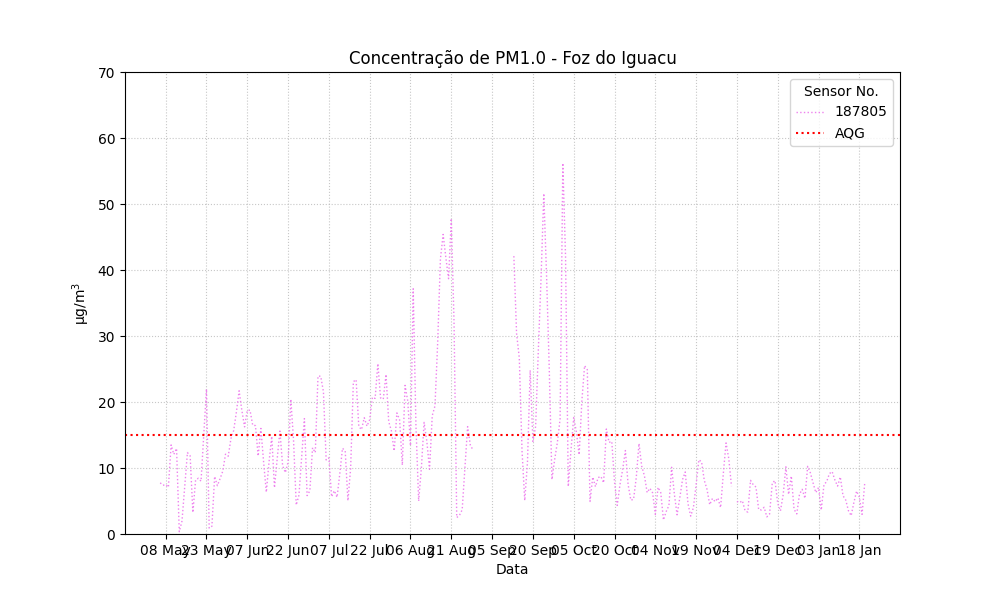 Concentração de PM1.0 - Foz do Iguacu
70
60
50
40
30
20
10
0
µg/m³
Sensor No.
187805
AQG
08 May 23 May 07 Jun 22 Jun 07 Jul 22 Jul 06 Aug 21 Aug 05 Sep 20 Sep 05 Oct 20 Oct 04 Nov 19 Nov 04 Dec 19 Dec 03 Jan 18 Jan
Data